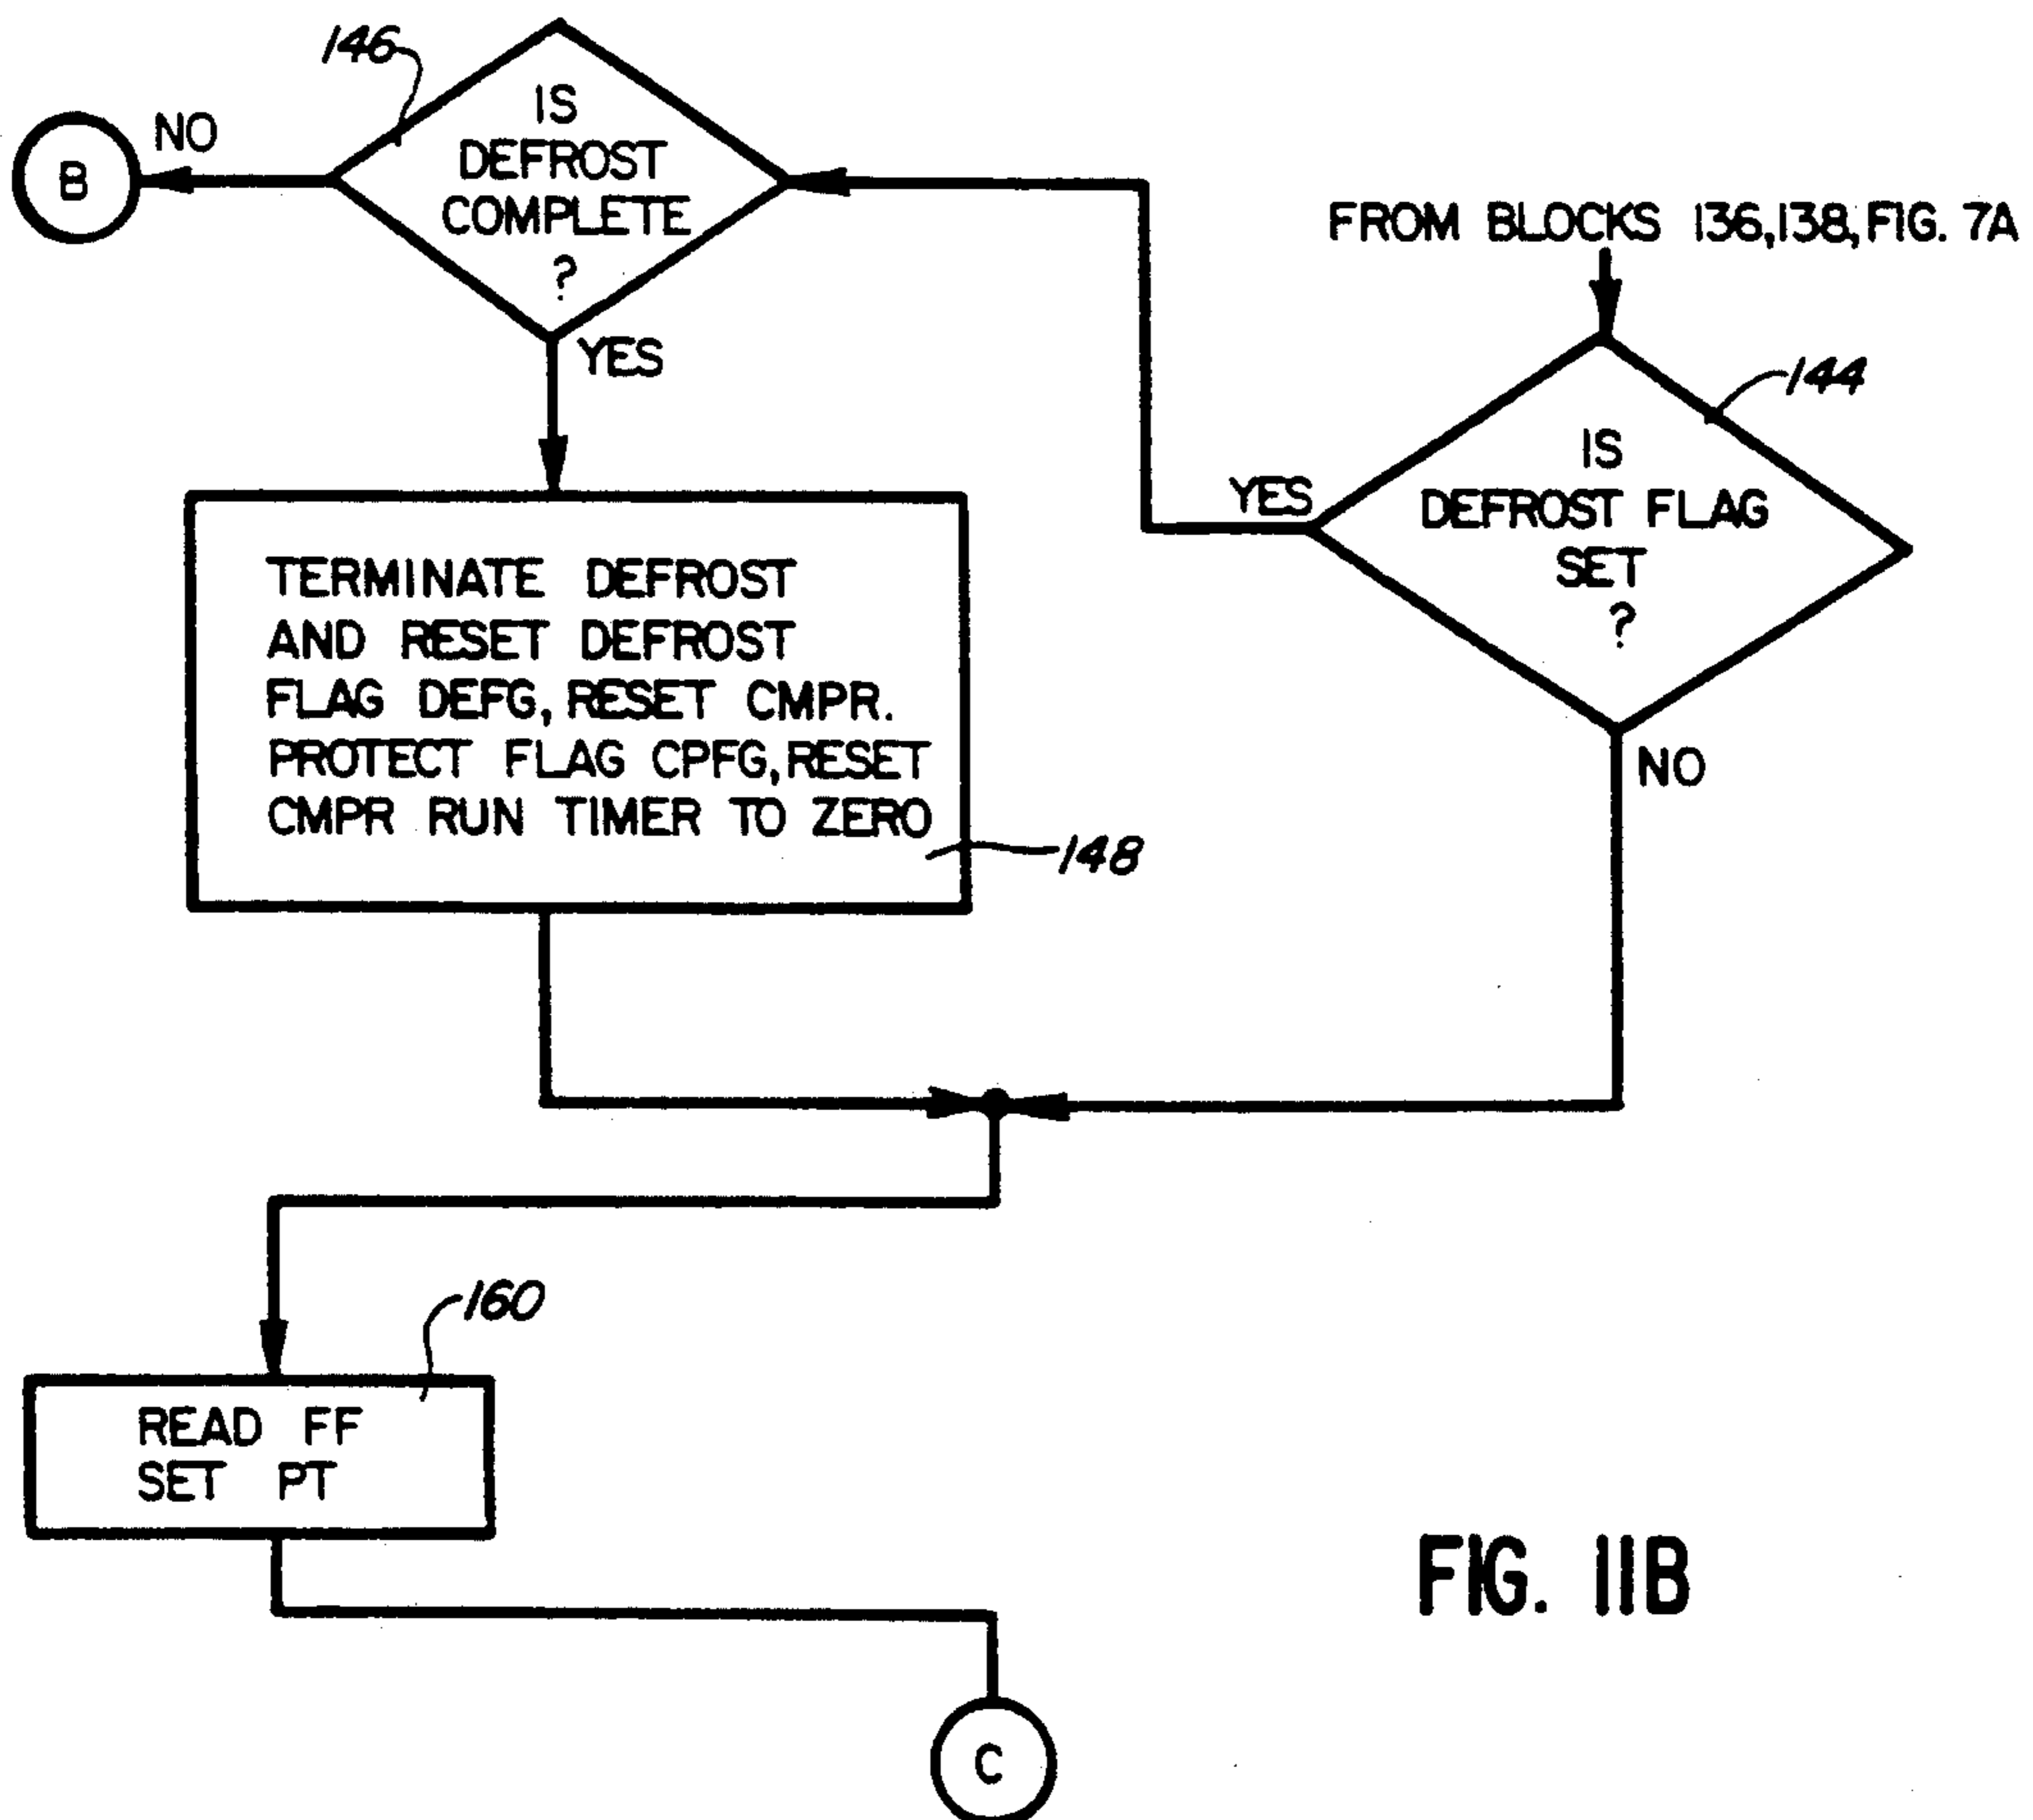 146
IS
DEFROST
COMPLETE
?
NO
B
YES
FROM BLOCKS 136,138, FIG. 7A
144
IS
DEFROST FLAG
SET
?
YES
NO
TERMINATE DEFROST
AND RESET DEFROST
FLAG DEFG, RESET CMPR.
PROTECT FLAG CPFG, RESET
CMPR RUN TIMER TO ZERO
148
160
READ FF
SET PT
C
FIG. 11B